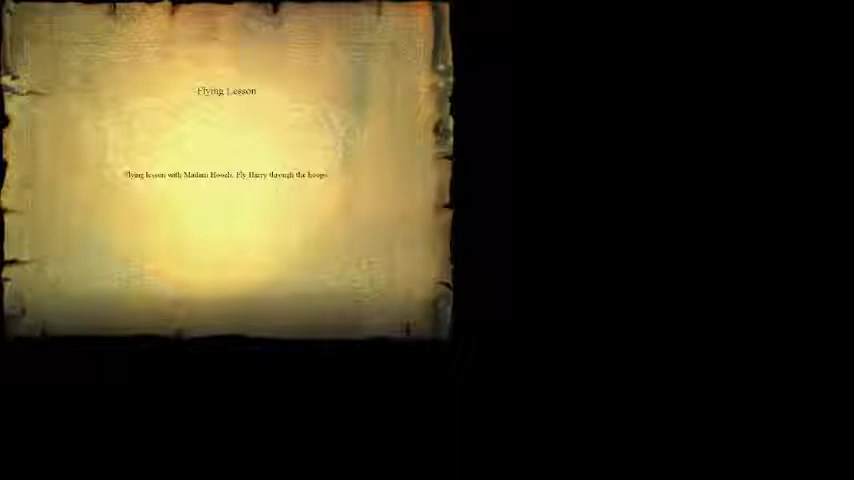 Flying Lesson
Flying lesson with Madam Hooch. Fly Harry through the hoops.